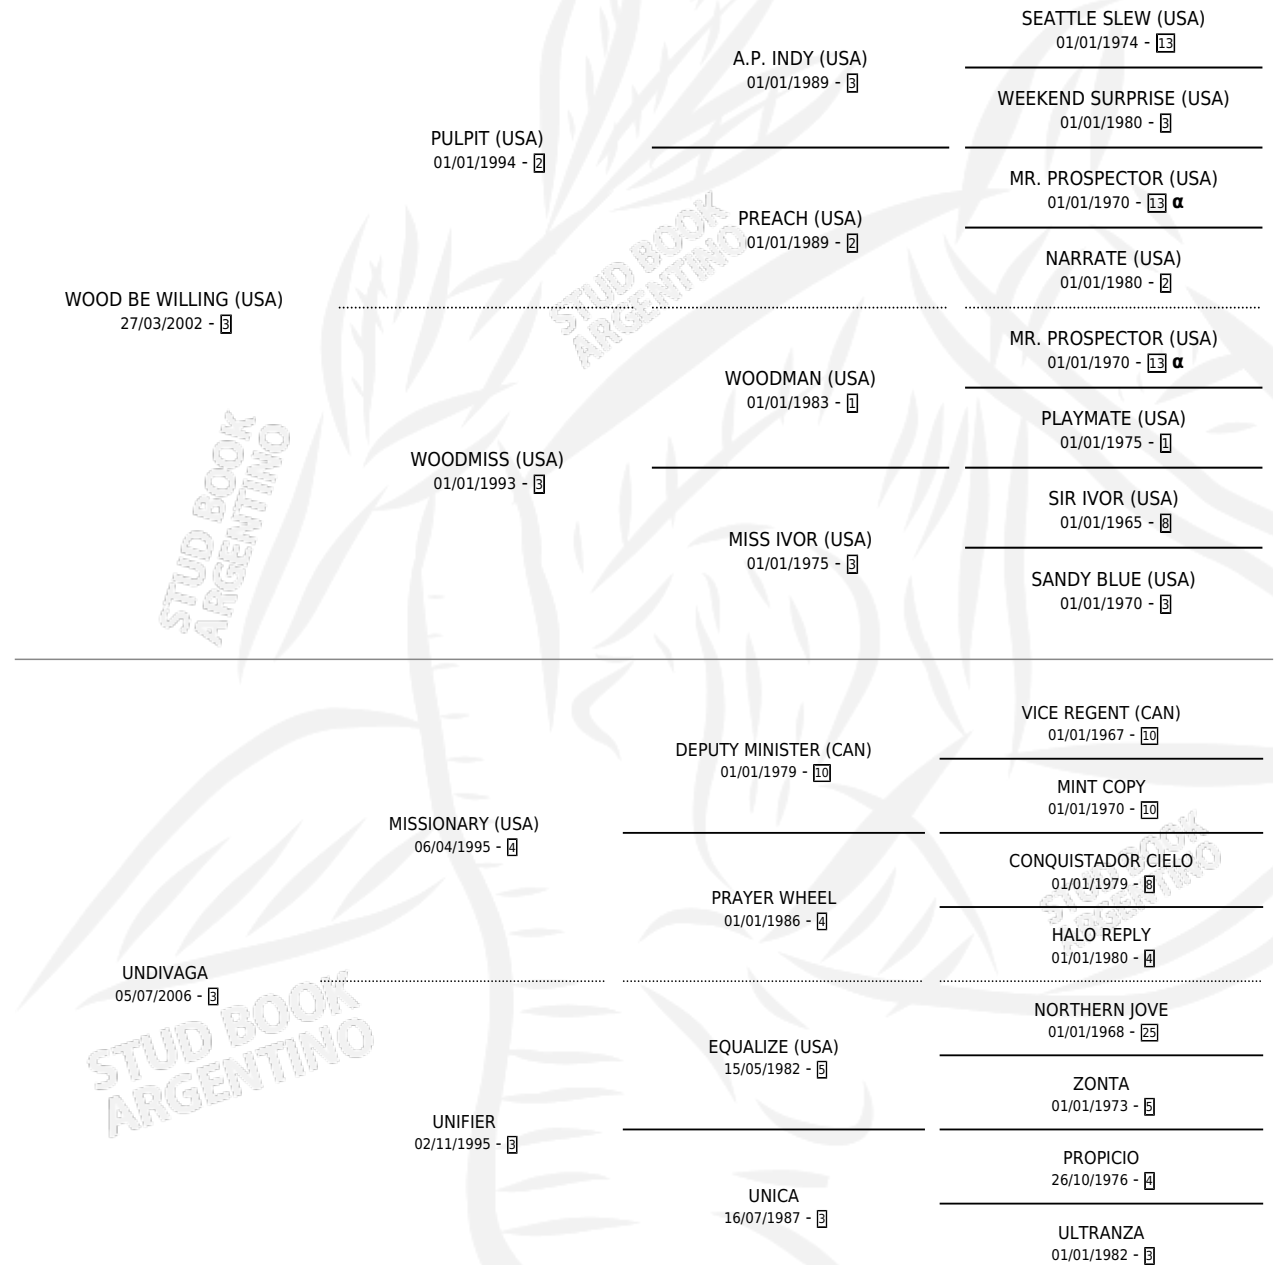 SEATTLE SLEW (USA)
01/01/1974 - 13
A.P. INDY (USA)
01/01/1989 - 3
WEEKEND SURPRISE (USA)
01/01/1980 - 3
PULPIT (USA)
01/01/1994 - 2
MR. PROSPECTOR (USA)
01/01/1970 - 13 α
PREACH (USA)
01/01/1989 - 2
NARRATE (USA)
01/01/1980 - 2
WOOD BE WILLING (USA)
27/03/2002 - 3
MR. PROSPECTOR (USA)
01/01/1970 - 13 α
WOODMAN (USA)
01/01/1983 - 1
PLAYMATE (USA)
01/01/1975 - 1
WOODMISS (USA)
01/01/1993 - 3
SIR IVOR (USA)
01/01/1965 - 8
MISS IVOR (USA)
01/01/1975 - 3
SANDY BLUE (USA)
01/01/1970 - 3
VICE REGENT (CAN)
01/01/1967 - 10
DEPUTY MINISTER (CAN)
01/01/1979 - 10
MINT COPY
01/01/1970 - 10
MISSIONARY (USA)
06/04/1995 - 4
CONQUISTADOR CIELO
01/01/1979 - 8
PRAYER WHEEL
01/01/1986 - 4
HALO REPLY
01/01/1980 - 4
UNDIVAGA
05/07/2006 - 3
NORTHERN JOVE
01/01/1968 - 25
EQUALIZE (USA)
15/05/1982 - 5
ZONTA
01/01/1973 - 5
UNIFIER
02/11/1995 - 3
PROPICIO
26/10/1976 - 4
UNICA
16/07/1987 - 3
ULTRANZA
01/01/1982 - 3
STUD BOOK
ARGENTINO
STUD BOOK
ARGENTINO
STUD BOOK
ARGENTINO
STUD BOOK
ARGENTINO